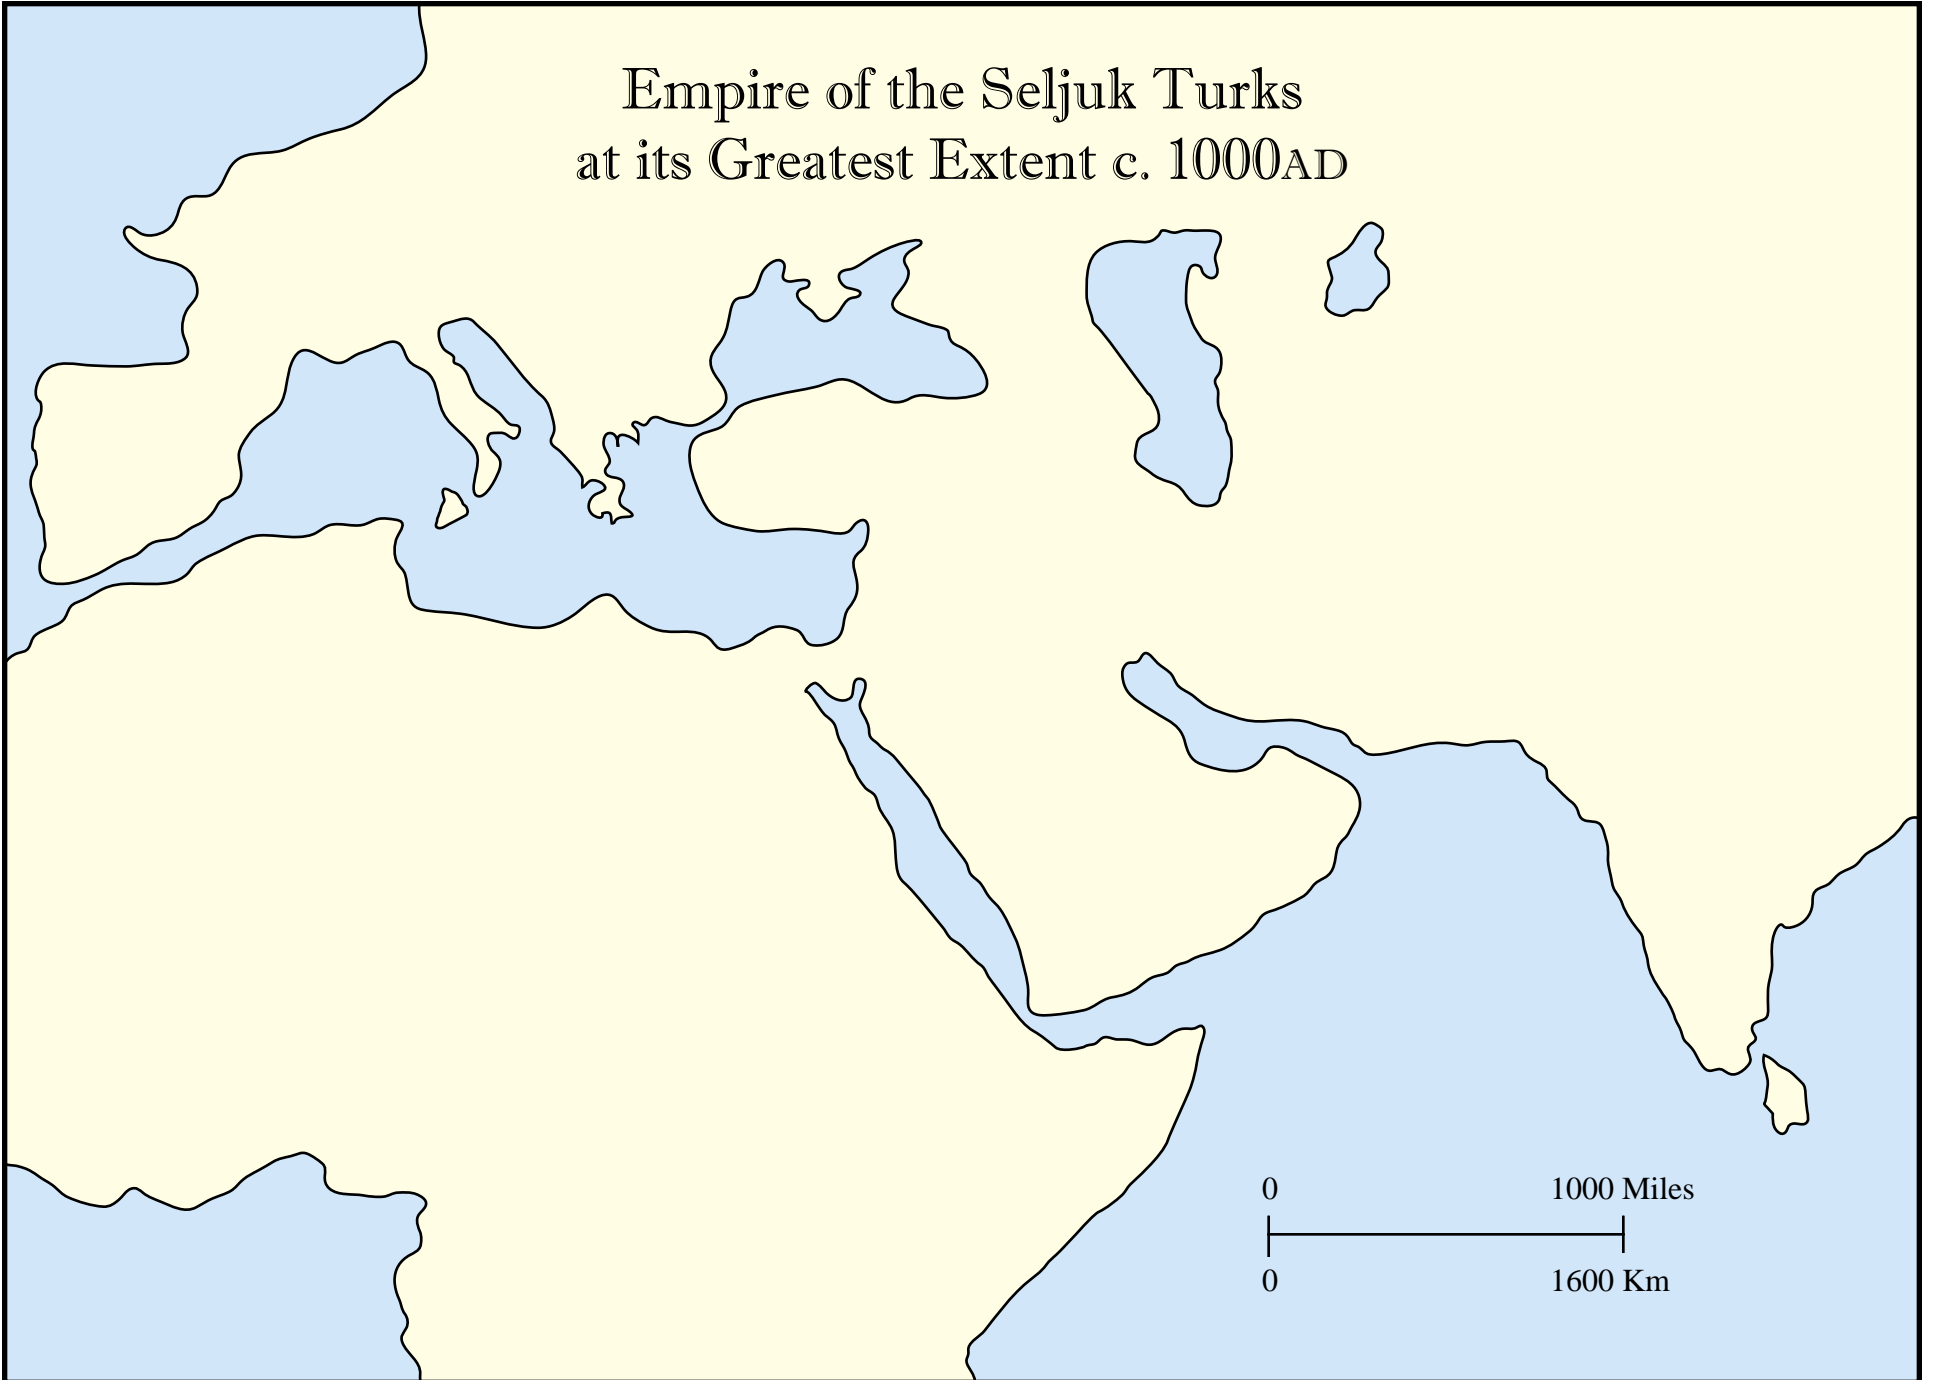 Empire of the Seljuk Turks
at its Greatest Extent c. 1000AD
0 1000 Miles
0 1600 Km